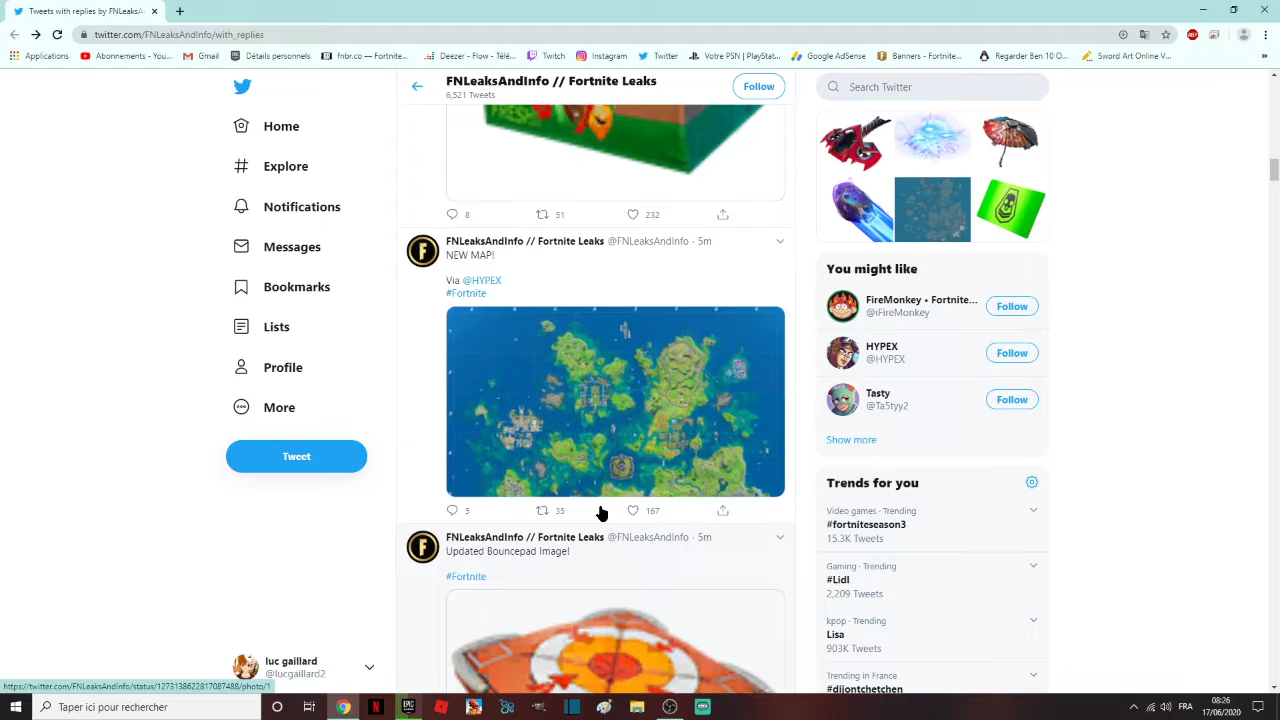 Tweets with replies by FNLeaksA
twitter.com/FNLeaksAndInfo/with_replies
Applications
Abonnements - You...
Gmail
Détails personnels
fnbr.co — Fortnite...
Deezer - Flow - Télé...
Twitch
Instagram
Twitter
Votre PSN | PlayStat...
Google AdSense
Banners - Fortnite...
Regarder Ben 10 O...
Sword Art Online V...
Home
Explore
Notifications
Messages
Bookmarks
Lists
Profile
More
Tweet
luc gaillard
@lucgaillard2
FNLeaksAndInfo // Fortnite Leaks
6,521 Tweets
Follow
8
51
232
FNLeaksAndInfo // Fortnite Leaks @FNLeaksAndInfo · 5m
NEW MAP!
Via @HYPEX
#Fortnite
5
35
167
FNLeaksAndInfo // Fortnite Leaks @FNLeaksAndInfo · 5m
Updated Bouncepad Image!
#Fortnite
Search Twitter
You might like
FireMonkey • Fortnite...
@iFireMonkey
Follow
HYPEX
@HYPEX
Follow
Tasty
@Ta5tyy2
Follow
Show more
Trends for you
Video games · Trending
#fortniteseason3
15.3K Tweets
Gaming · Trending
#Lidl
2,209 Tweets
kpop · Trending
Lisa
903K Tweets
Trending in France
#dijontchetchen
https://twitter.com/FNLeaksAndInfo/status/1273138622817087488/photo/1
Taper ici pour rechercher
FRA
08:26
17/06/2020